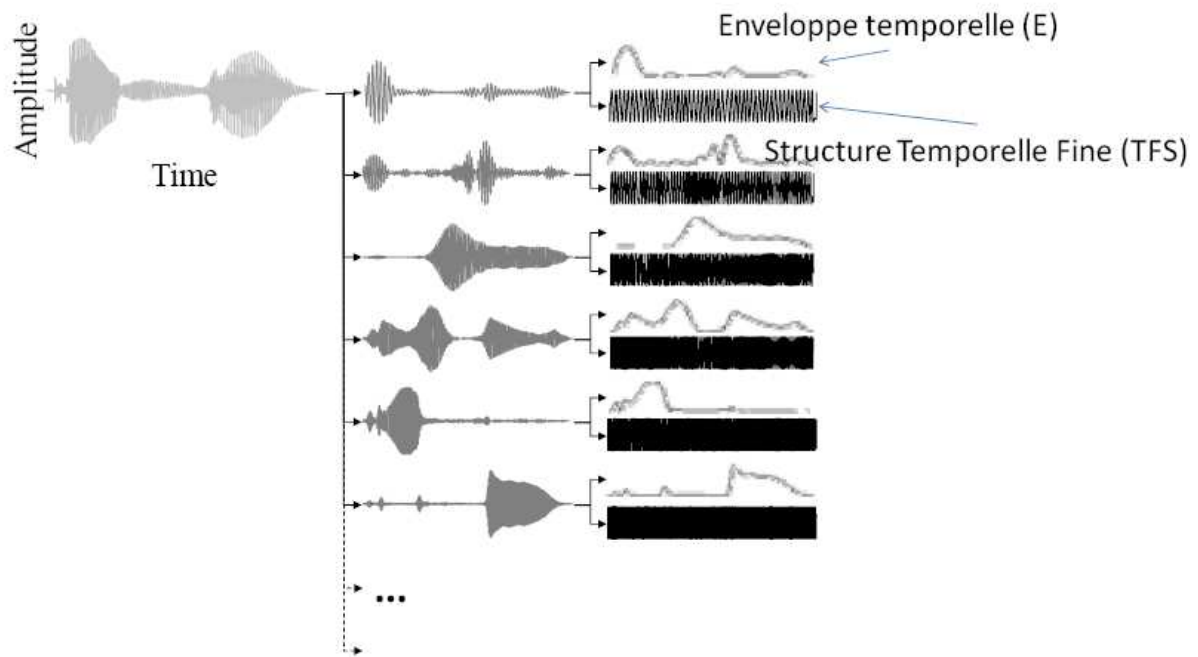 Enveloppe temporelle (E)
Amplitude
Structure Temporelle Fine (TFS)
Time
...